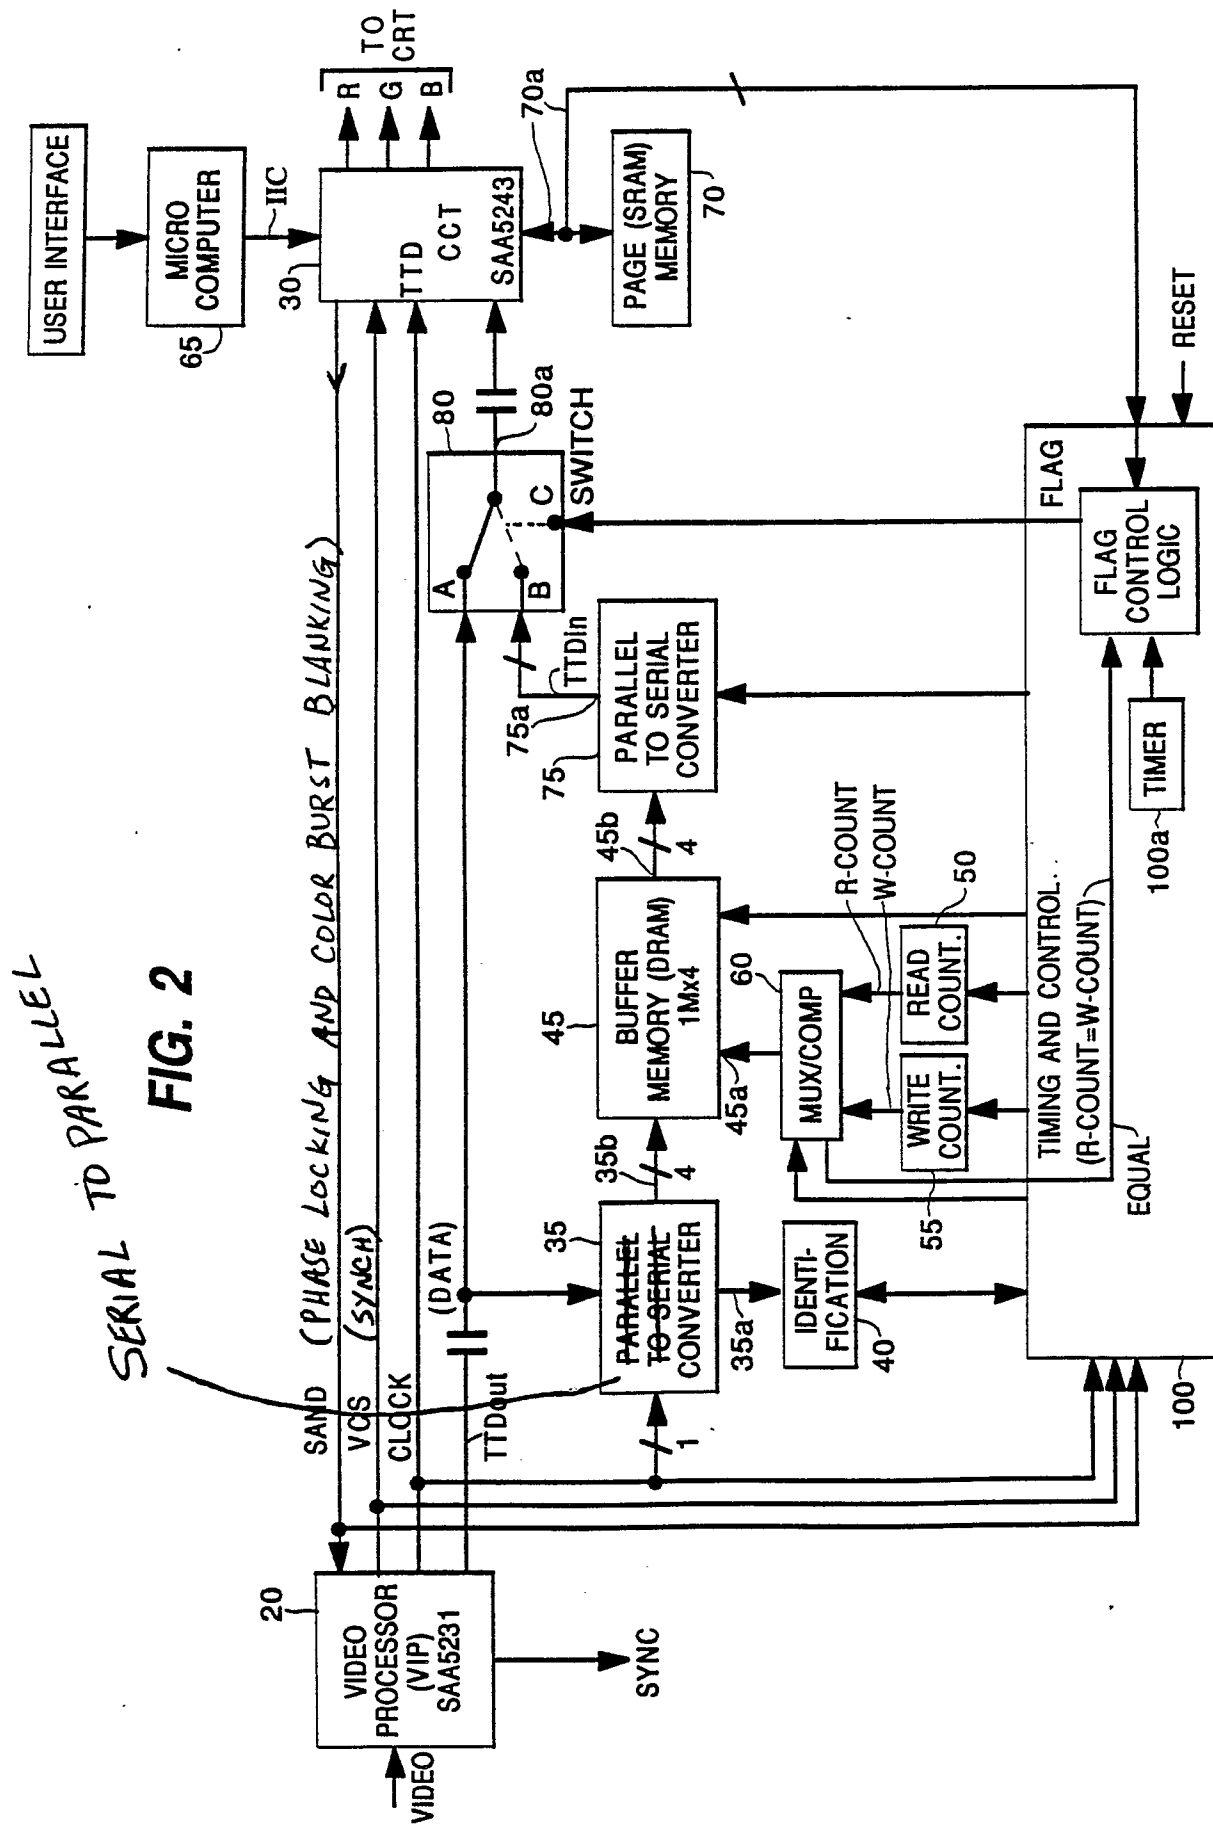 SERIAL TO PARALLEL
FIG. 2
USER INTERFACE
MICRO
COMPUTER
65
IIC
30
TTD
CCT
SAA5243
R
G
B
TO
CRT
SAND (PHASE LOCKING AND COLOR BURST BLANKING)
VCS (SYNCH)
CLOCK
(DATA)
TTDout
20
VIDEO
PROCESSOR
(VIP)
SAA5231
VIDEO
SYNC
80
A
B
C
80a
SWITCH
70a
PAGE (SRAM)
MEMORY
70
35
PARALLEL
TO SERIAL
CONVERTER
1
35a
35b
4
45
BUFFER
MEMORY (DRAM)
1Mx4
45a
45b
4
75
PARALLEL
TO SERIAL
CONVERTER
75a
TTDin
IDENTI-
FICATION
40
60
MUX/COMP
R-COUNT
W-COUNT
WRITE
COUNT.
55
READ
COUNT.
50
TIMING AND CONTROL.
(R-COUNT=W-COUNT)
EQUAL
100
TIMER
100a
FLAG
FLAG
CONTROL
LOGIC
RESET